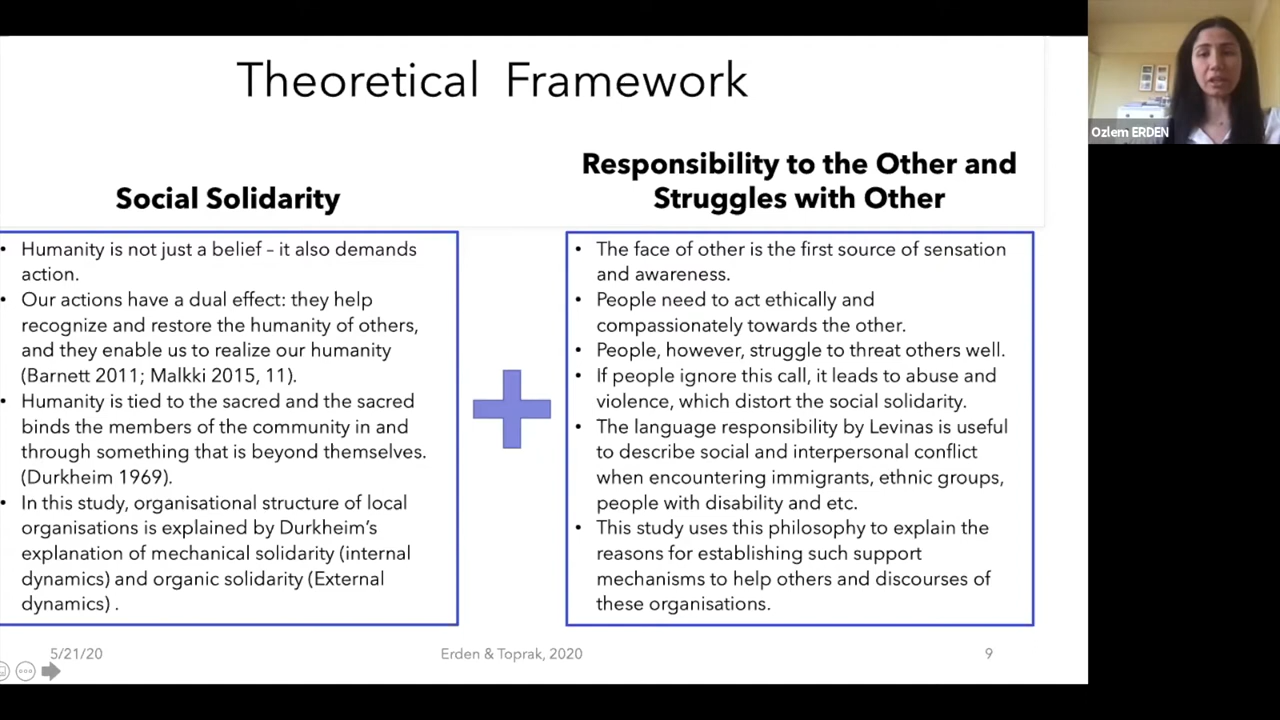 Theoretical Framework
Social Solidarity
Responsibility to the Other and
Struggles with Other
• Humanity is not just a belief – it also demands
action.
• Our actions have a dual effect: they help
recognize and restore the humanity of others,
and they enable us to realize our humanity
(Barnett 2011; Malkki 2015, 11).
• Humanity is tied to the sacred and the sacred
binds the members of the community in and
through something that is beyond themselves.
(Durkheim 1969).
• In this study, organisational structure of local
organisations is explained by Durkheim’s
explanation of mechanical solidarity (internal
dynamics) and organic solidarity (External
dynamics) .
• The face of other is the first source of sensation
and awareness.
• People need to act ethically and
compassionately towards the other.
• People, however, struggle to threat others well.
• If people ignore this call, it leads to abuse and
violence, which distort the social solidarity.
• The language responsibility by Levinas is useful
to describe social and interpersonal conflict
when encountering immigrants, ethnic groups,
people with disability and etc.
• This study uses this philosophy to explain the
reasons for establishing such support
mechanisms to help others and discourses of
these organisations.
5/21/20
Erden & Toprak, 2020
9
Ozlem ERDEN